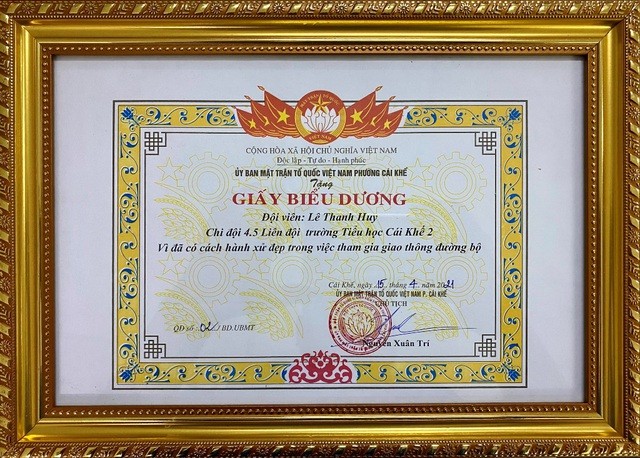 CỘNG HÒA XÃ HỘI CHỦ NGHĨA VIỆT NAM
Độc lập - Tự do - Hạnh phúc
ỦY BAN MẶT TRẬN TỔ QUỐC VIỆT NAM PHƯỜNG CÁI KHẾ
Tặng
GIẤY BIỂU DƯƠNG
Đội viên: Lê Thanh Huy
Chi đội 4.5 Liên đội trường Tiểu học Cái Khế 2
Vì đã có cách hành xử đẹp trong việc tham gia giao thông đường bộ
Cái Khế, ngày 15 tháng 4 năm 2021
ỦY BAN MẶT TRẬN TỔ QUỐC VIỆT NAM P. CÁI KHẾ
CHỦ TỊCH
QĐ số : 02 / BD.UBMT
Nguyễn Xuân Trí